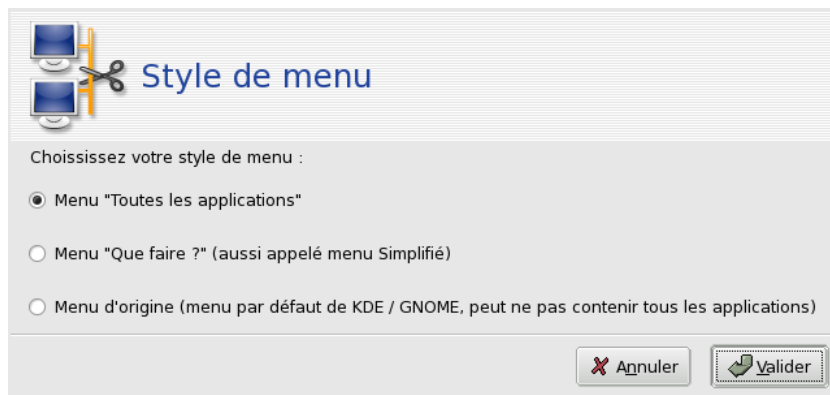 Style de menu
Choississez votre style de menu :
Menu "Toutes les applications"
Menu "Que faire ?" (aussi appelé menu Simplifié)
Menu d'origine (menu par défaut de KDE / GNOME, peut ne pas contenir tous les applications)
Annuler
Valider